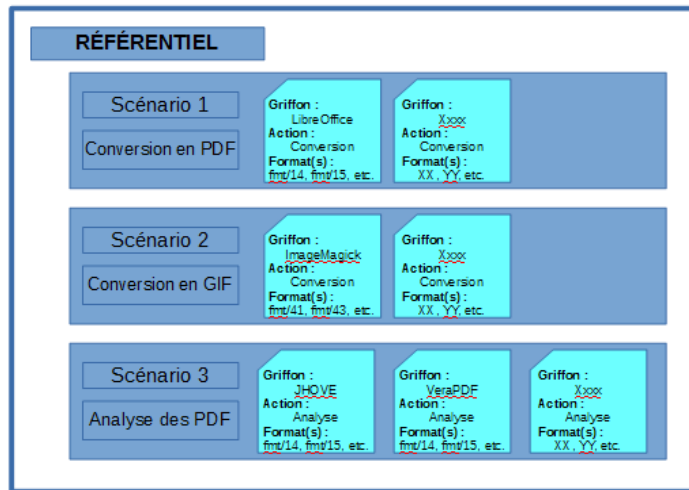 RÉFÉRENTIEL
Scénario 1
Conversion en PDF
Griffon :
LibreOffice
Action :
Conversion
Format(s) :
fmt/14, fmt/15, etc.
Griffon :
Xxxx
Action :
Conversion
Format(s) :
XX , YY, etc.
Scénario 2
Conversion en GIF
Griffon :
ImageMagick
Action :
Conversion
Format(s) :
fmt/41, fmt/43, etc.
Griffon :
Xxxx
Action :
Conversion
Format(s) :
XX , YY, etc.
Scénario 3
Analyse des PDF
Griffon :
JHOVE
Action :
Analyse
Format(s) :
fmt/14, fmt/15, etc.
Griffon :
VeraPDF
Action :
Analyse
Format(s) :
fmt/14, fmt/15, etc.
Griffon :
Xxxx
Action :
Analyse
Format(s) :
XX , YY, etc.